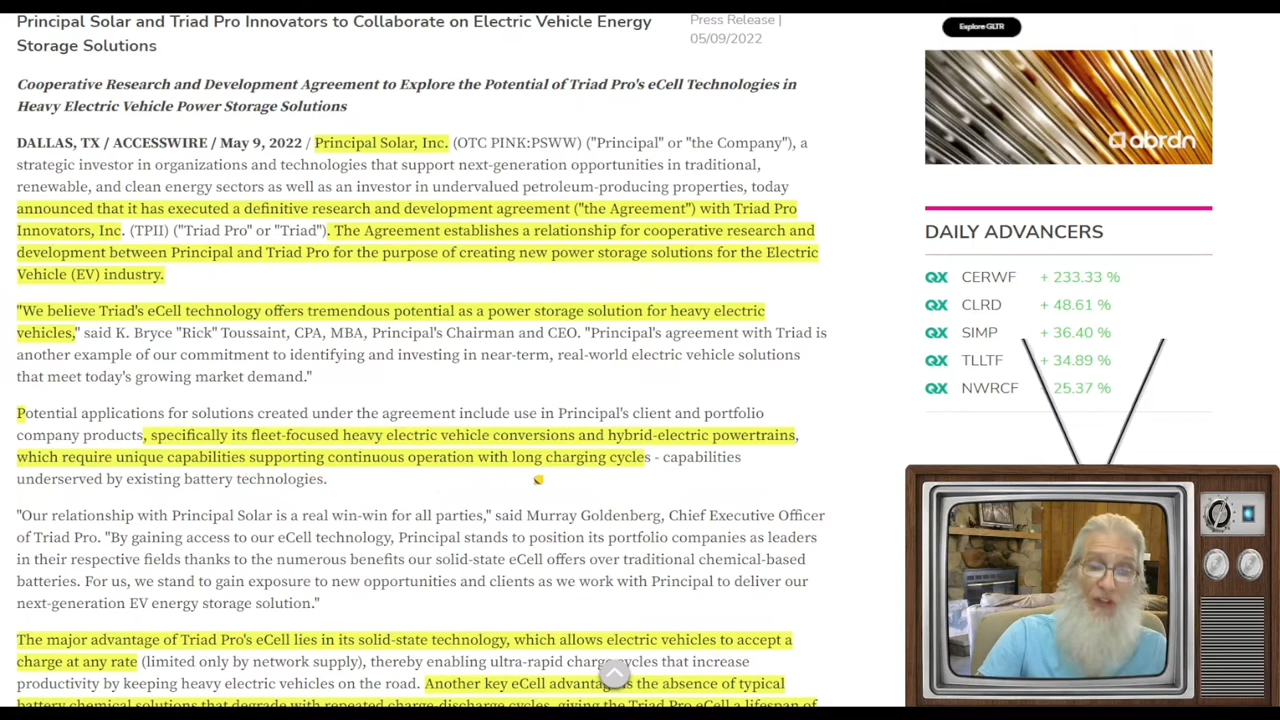 Principal Solar and Triad Pro Innovators to Collaborate on Electric Vehicle Energy
Storage Solutions
Press Release |
05/09/2022
Cooperative Research and Development Agreement to Explore the Potential of Triad Pro's eCell Technologies in
Heavy Electric Vehicle Power Storage Solutions
DALLAS, TX / ACCESSWIRE / May 9, 2022 / Principal Solar, Inc. (OTC PINK:PSWW) ("Principal" or "the Company"), a
strategic investor in organizations and technologies that support next-generation opportunities in traditional,
renewable, and clean energy sectors as well as an investor in undervalued petroleum-producing properties, today
announced that it has executed a definitive research and development agreement ("the Agreement") with Triad Pro
Innovators, Inc. (TPII) ("Triad Pro" or "Triad"). The Agreement establishes a relationship for cooperative research and
development between Principal and Triad Pro for the purpose of creating new power storage solutions for the Electric
Vehicle (EV) industry.
"We believe Triad's eCell technology offers tremendous potential as a power storage solution for heavy electric
vehicles," said K. Bryce "Rick" Toussaint, CPA, MBA, Principal's Chairman and CEO. "Principal's agreement with Triad is
another example of our commitment to identifying and investing in near-term, real-world electric vehicle solutions
that meet today's growing market demand."
Potential applications for solutions created under the agreement include use in Principal's client and portfolio
company products, specifically its fleet-focused heavy electric vehicle conversions and hybrid-electric powertrains,
which require unique capabilities supporting continuous operation with long charging cycles - capabilities
underserved by existing battery technologies.
"Our relationship with Principal Solar is a real win-win for all parties," said Murray Goldenberg, Chief Executive Officer
of Triad Pro. "By gaining access to our eCell technology, Principal stands to position its portfolio companies as leaders
in their respective fields thanks to the numerous benefits our solid-state eCell offers over traditional chemical-based
batteries. For us, we stand to gain exposure to new opportunities and clients as we work with Principal to deliver our
next-generation EV energy storage solution."
The major advantage of Triad Pro's eCell lies in its solid-state technology, which allows electric vehicles to accept a
charge at any rate (limited only by network supply), thereby enabling ultra-rapid charge cycles that increase
productivity by keeping heavy electric vehicles on the road. Another key eCell advantage is the absence of typical
battery chemical solutions that degrade with repeated charge-discharge cycles, giving the Triad Pro eCell a lifespan of
Explore GLTR
abrdn
DAILY ADVANCERS
QX CERWF + 233.33 %
QX CLRD + 48.61 %
QX SIMP + 36.40 %
QX TLLTF + 34.89 %
QX NWRCF + 25.37 %